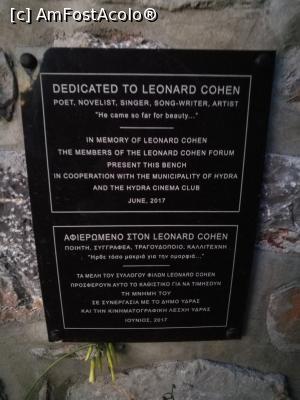 [c] AmFostAcolo®
DEDICATED TO LEONARD COHEN
POET, NOVELIST, SINGER, SONG-WRITER, ARTIST
"He came so far for beauty..."
IN MEMORY OF LEONARD COHEN
THE MEMBERS OF THE LEONARD COHEN FORUM
PRESENT THIS BENCH
IN COOPERATION WITH THE MUNICIPALITY OF HYDRA
AND THE HYDRA CINEMA CLUB
JUNE, 2017
ΑΦΙΕΡΩΜΕΝΟ ΣΤΟΝ LEONARD COHEN
ΠΟΙΗΤΗ, ΣΥΓΓΡΑΦΕΑ, ΤΡΑΓΟΥΔΟΠΟΙΟ, ΚΑΛΛΙΤΕΧΝΗ
"Ήρθε τόσο μακριά για την ομορφιά..."
ΤΑ ΜΕΛΗ ΤΟΥ ΣΥΛΛΟΓΟΥ ΦΙΛΩΝ LEONARD COHEN
ΠΡΟΣΦΕΡΟΥΝ ΑΥΤΟ ΤΟ ΚΑΘΙΣΤΙΚΟ ΓΙΑ ΝΑ ΤΙΜΗΣΟΥΝ
ΤΗ ΜΝΗΜΗ ΤΟΥ
ΣΕ ΣΥΝΕΡΓΑΣΙΑ ΜΕ ΤΟ ΔΗΜΟ ΥΔΡΑΣ
ΚΑΙ ΤΗΝ ΚΙΝΗΜΑΤΟΓΡΑΦΙΚΗ ΛΕΣΧΗ ΥΔΡΑΣ
ΙΟΥΝΙΟΣ, 2017